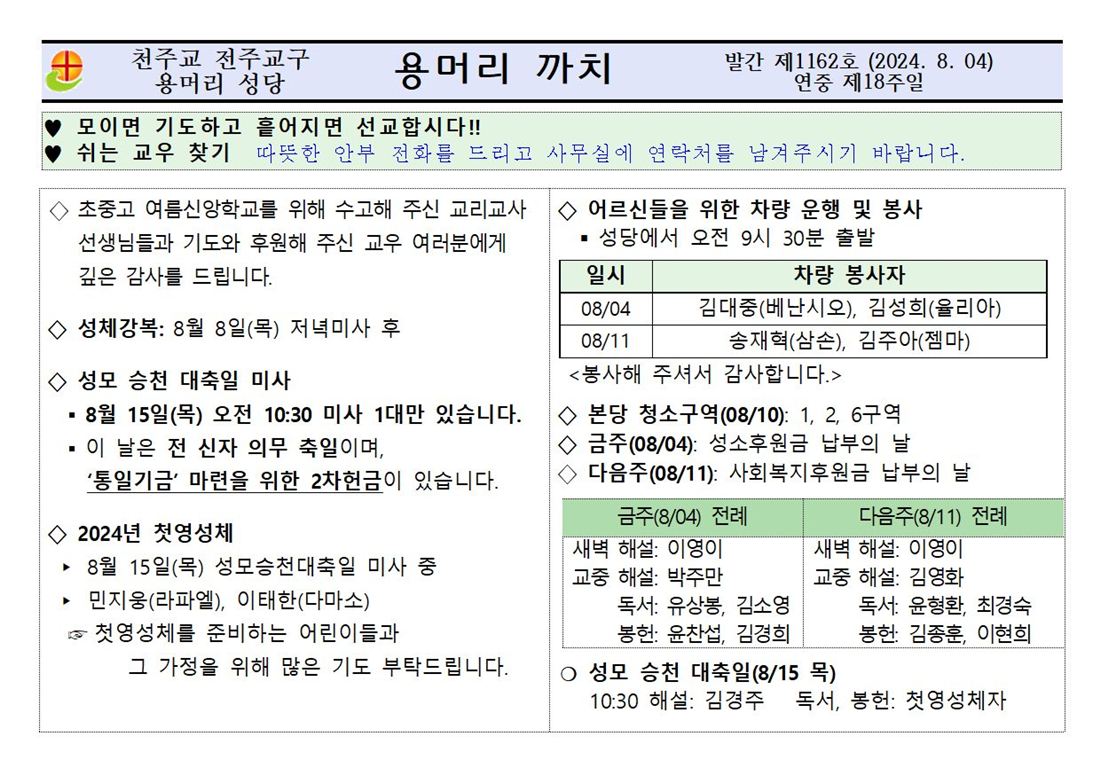 천주교 전주교구
용머리 성당
용머리 까치
발간 제1162호 (2024. 8. 04)
연중 제18주일
♥ 모이면 기도하고 흩어지면 선교합시다!!
♥ 쉬는 교우 찾기 따뜻한 안부 전화를 드리고 사무실에 연락처를 남겨주시기 바랍니다.
◇ 초중고 여름신앙학교를 위해 수고해 주신 교리교사
선생님들과 기도와 후원해 주신 교우 여러분에게
깊은 감사를 드립니다.
◇ 성체강복: 8월 8일(목) 저녁미사 후
◇ 성모 승천 대축일 미사
▪ 8월 15일(목) 오전 10:30 미사 1대만 있습니다.
▪ 이 날은 전 신자 의무 축일이며,
‘통일기금’ 마련을 위한 2차헌금이 있습니다.
◇ 2024년 첫영성체
▸ 8월 15일(목) 성모승천대축일 미사 중
▸ 민지웅(라파엘), 이태한(다마소)
☞ 첫영성체를 준비하는 어린이들과
그 가정을 위해 많은 기도 부탁드립니다.
◇ 어르신들을 위한 차량 운행 및 봉사
▪ 성당에서 오전 9시 30분 출발
일시 차량 봉사자
08/04 김대중(베난시오), 김성희(율리아)
08/11 송재혁(삼손), 김주아(젬마)
<봉사해 주셔서 감사합니다.>
◇ 본당 청소구역(08/10): 1, 2, 6구역
◇ 금주(08/04): 성소후원금 납부의 날
◇ 다음주(08/11): 사회복지후원금 납부의 날
금주(8/04) 전례 다음주(8/11) 전례
새벽 해설: 이영이 새벽 해설: 이영이
교중 해설: 박주만 교중 해설: 김영화
독서: 유상봉, 김소영 독서: 윤형환, 최경숙
봉헌: 윤찬섭, 김경희 봉헌: 김종훈, 이현희
❍ 성모 승천 대축일(8/15 목)
10:30 해설: 김경주 독서, 봉헌: 첫영성체자